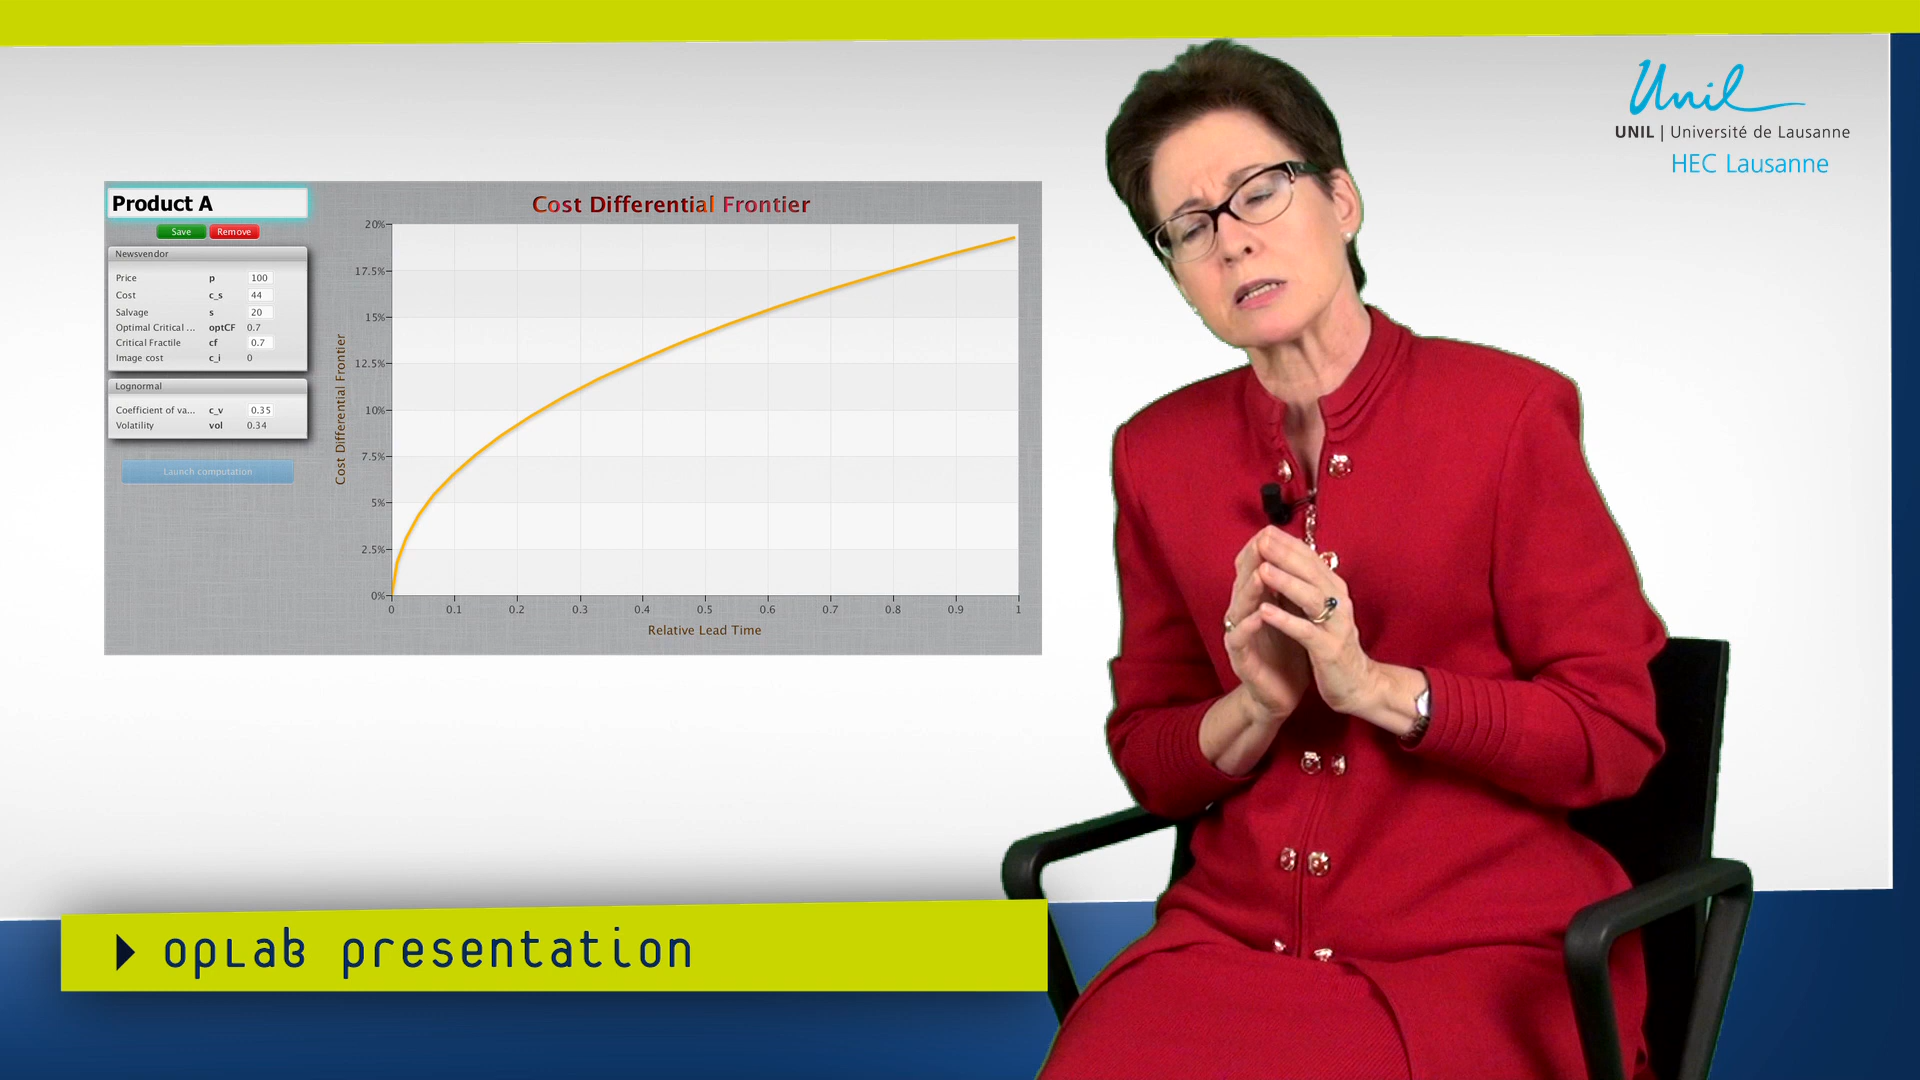 Unil
UNIL | Université de Lausanne
HEC Lausanne
Product A
Save Remove
Newsvendor
Price p 100
Cost c_s 44
Salvage s 20
Optimal Critical ... optCF 0.7
Critical Fractile cf 0.7
Image cost c_i 0
Lognormal
Coefficient of va... c_v 0.35
Volatility vol 0.34
Launch computation
Cost Differential Frontier
Cost Differential Frontier
20%
17.5%
15%
12.5%
10%
7.5%
5%
2.5%
0%
0 0.1 0.2 0.3 0.4 0.5 0.6 0.7 0.8 0.9 1
Relative Lead Time
opLab presentation